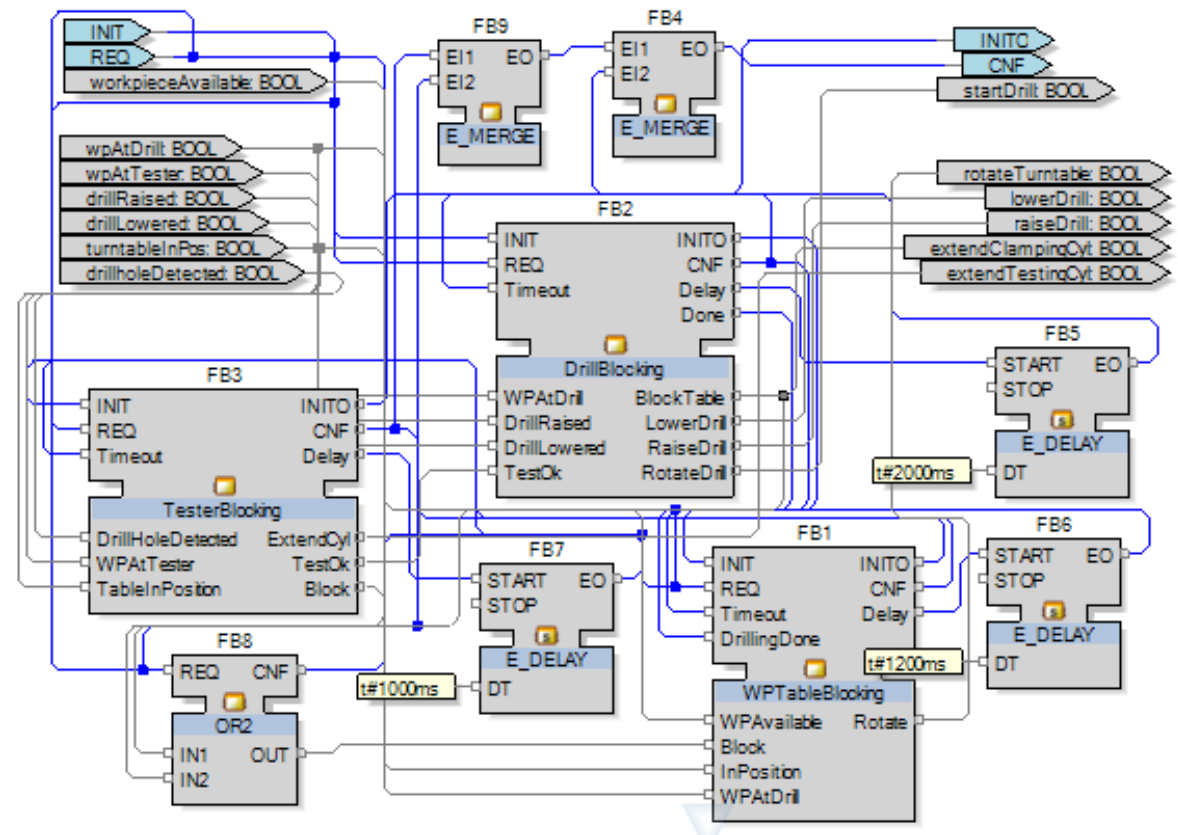 INIT
REQ
workpieceAvailable: BOOL
wpAtDrill: BOOL
wpAtTester: BOOL
drillRaised: BOOL
drillLowered: BOOL
turntableInPos: BOOL
drillholeDetected: BOOL
FB9
EI1 EO
EI2
E_MERGE
FB4
EI1 EO
EI2
E_MERGE
INITO
CNF
startDrill: BOOL
rotateTurntable: BOOL
lowerDrill: BOOL
raiseDrill: BOOL
extendClampingCyl: BOOL
extendTestingCyl: BOOL
FB2
INIT INITO
REQ CNF
Timeout Delay
Done
DrillBlocking
WPAtDrill BlockTable
DrillRaised LowerDrill
DrillLowered RaiseDrill
TestOk RotateDrill
FB5
START EO
STOP
E_DELAY
t#2000ms DT
FB3
INIT INITO
REQ CNF
Timeout Delay
TesterBlocking
DrillHoleDetected ExtendCyl
WPAtTester TestOk
TableInPosition Block
FB7
START EO
STOP
E_DELAY
t#1000ms DT
FB1
INIT INITO
REQ CNF
Timeout Delay
DrillingDone
WPTableBlocking
WPAvailable Rotate
Block
InPosition
WPAtDrill
FB6
START EO
STOP
E_DELAY
t#1200ms DT
FB8
REQ CNF
OR2
IN1 OUT
IN2